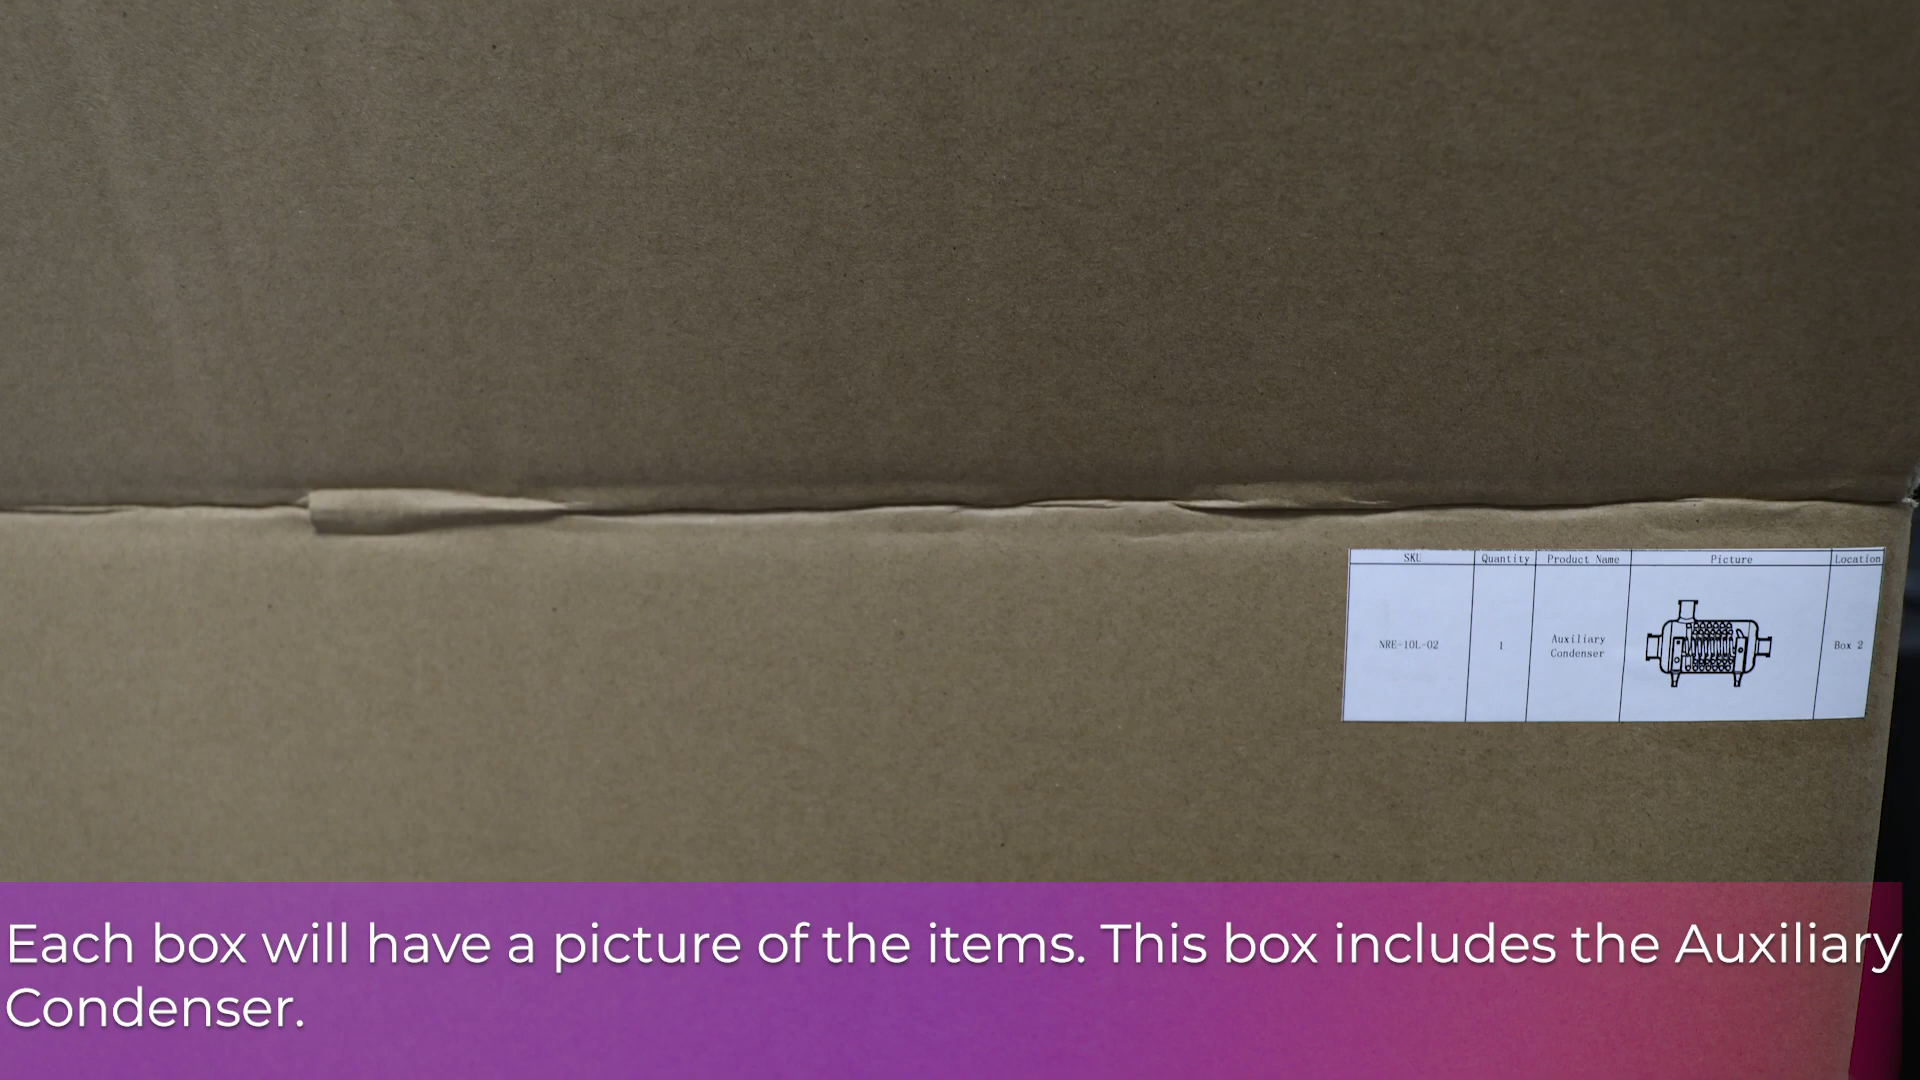 SKU Quantity Product Name Picture Location
NRE-10L-02 1 Auxiliary Condenser Box 2
Each box will have a picture of the items. This box includes the Auxiliary
Condenser.